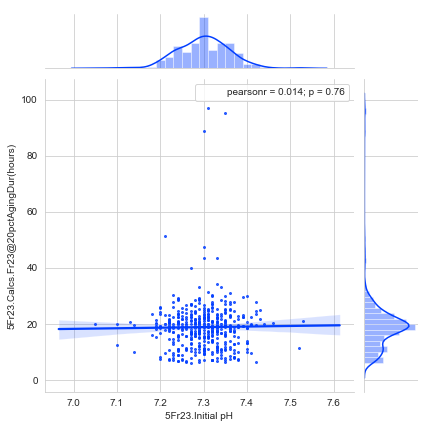 pearsonr = 0.014; p = 0.76
100
80
60
40
20
0
5Fr23.Calcs.Fr23@20pctAgingDur(hours)
7.0 7.1 7.2 7.3 7.4 7.5 7.6
5Fr23.Initial pH